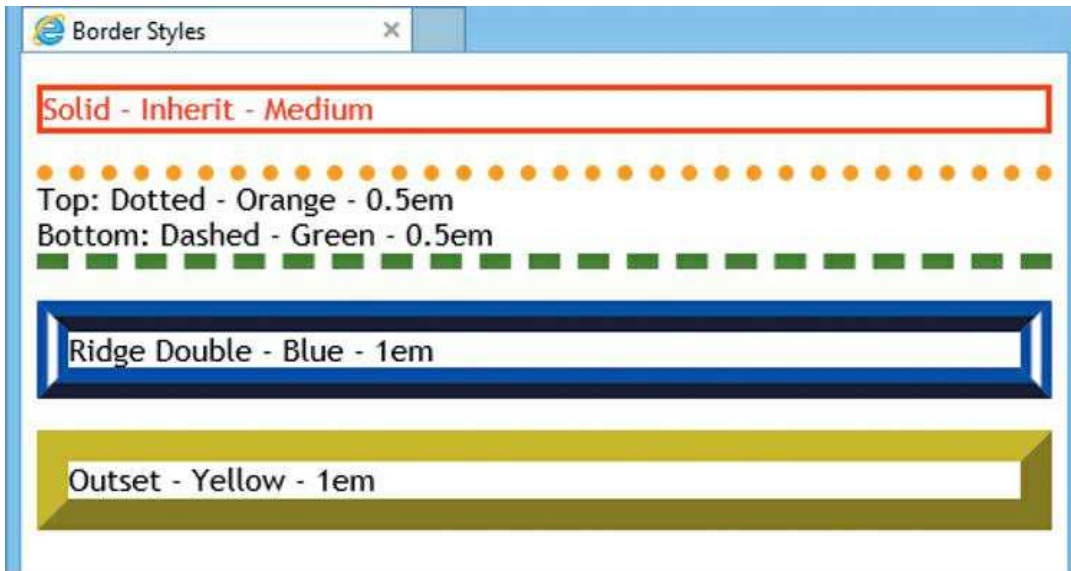 Border Styles
Solid - Inherit - Medium
Top: Dotted - Orange - 0.5em
Bottom: Dashed - Green - 0.5em
Ridge Double - Blue - 1em
Outset - Yellow - 1em